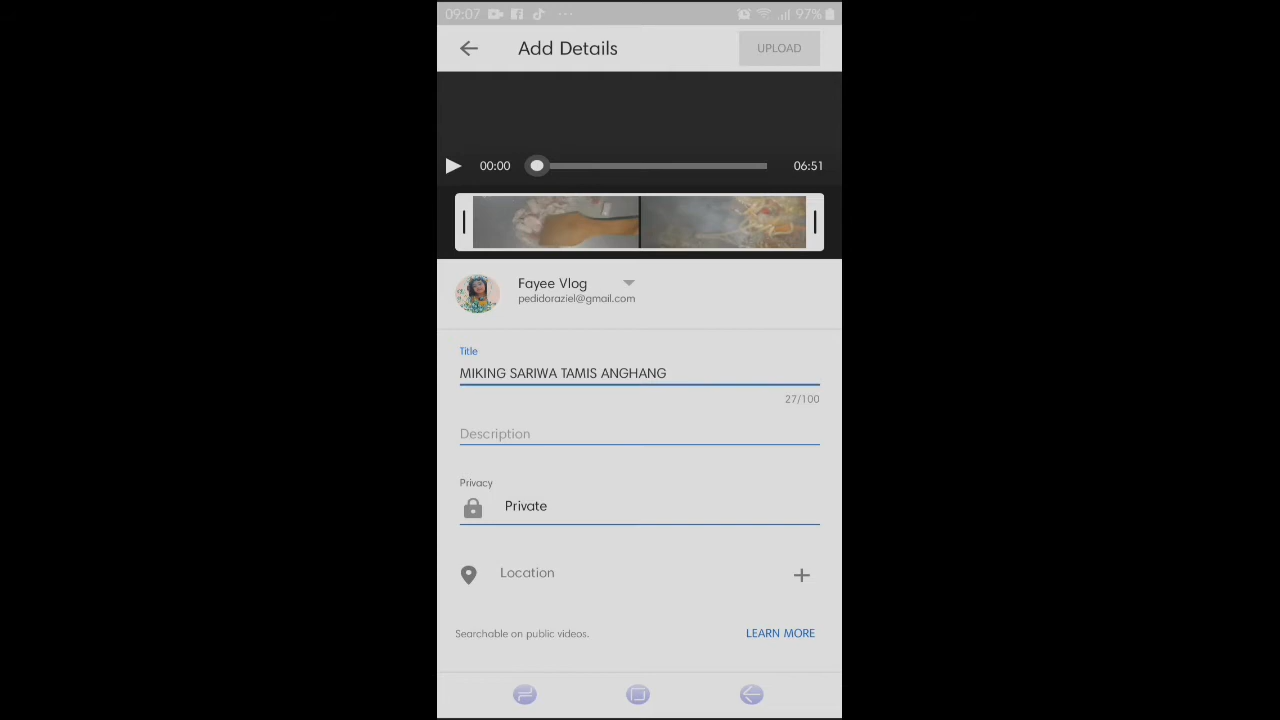 09:07 97%
Add Details UPLOAD
00:00 06:51
Fayee Vlog
pedidoraziel@gmail.com
Title
MIKING SARIWA TAMIS ANGHANG
27/100
Description
Privacy
Private
Location
Searchable on public videos. LEARN MORE